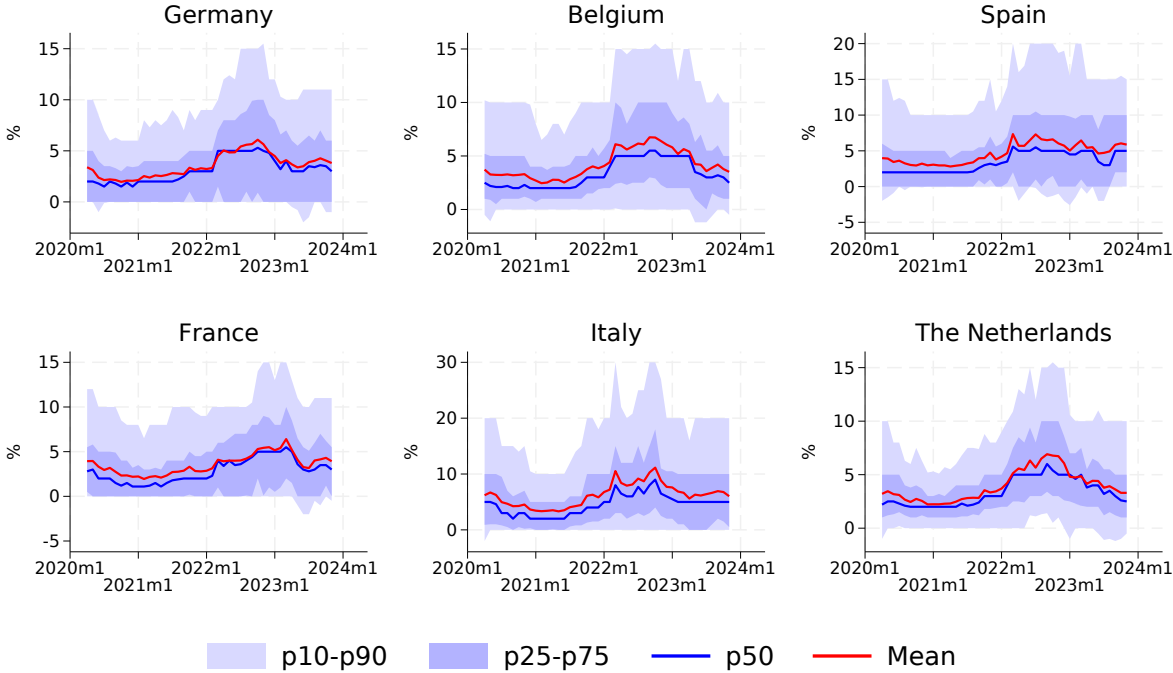 Germany
15
10
5
0
%
2020m1
2021m1
2022m1
2023m1
2024m1
Belgium
15
10
5
0
%
2020m1
2021m1
2022m1
2023m1
2024m1
Spain
20
15
10
5
0
-5
%
2020m1
2021m1
2022m1
2023m1
2024m1
France
15
10
5
0
-5
%
2020m1
2021m1
2022m1
2023m1
2024m1
Italy
30
20
10
0
%
2020m1
2021m1
2022m1
2023m1
2024m1
The Netherlands
15
10
5
0
%
2020m1
2021m1
2022m1
2023m1
2024m1
p10-p90 p25-p75 p50 Mean